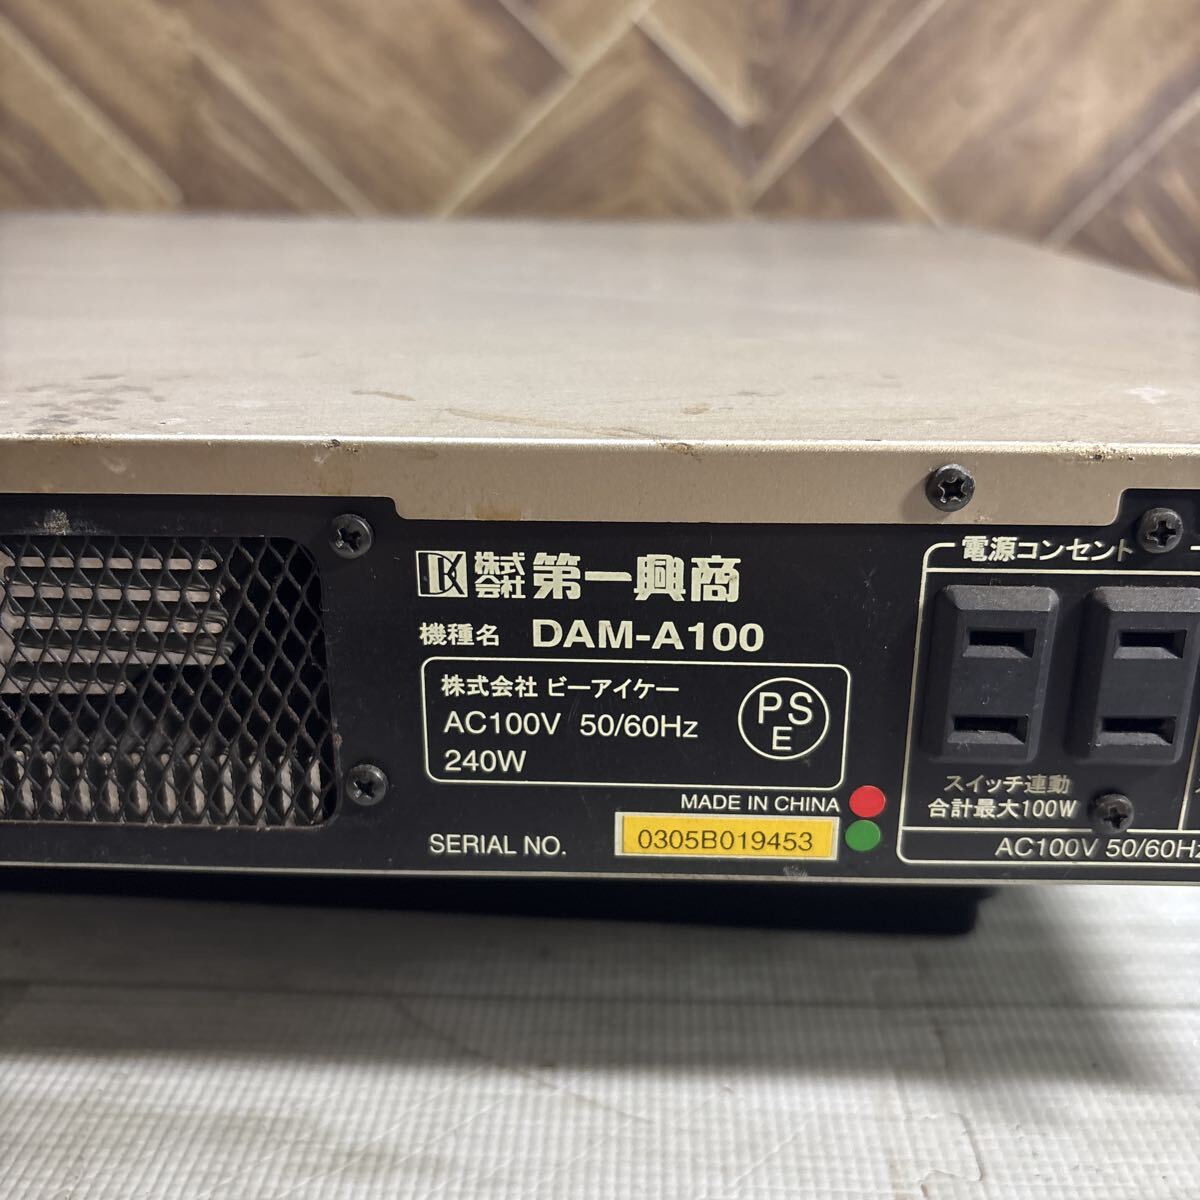 DK 株式会社 第一興商
機種名 DAM-A100
株式会社 ビーアイケー
AC100V 50/60Hz
240W
PSE
MADE IN CHINA
SERIAL NO. 0305B019453
電源コンセント
スイッチ連動
合計最大100W
AC100V 50/60Hz